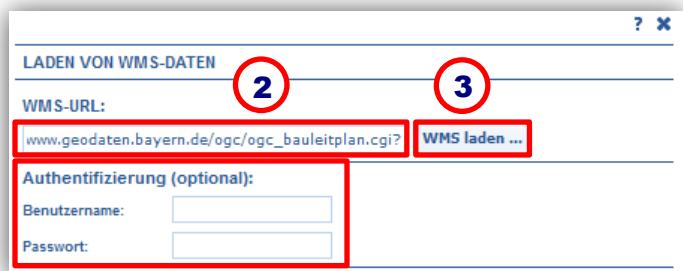 ? ✖
LADEN VON WMS-DATEN
2
3
WMS-URL:
www.geodaten.bayern.de/ogc/ogc_bauleitplan.cgi?
WMS laden ...
Authentifizierung (optional):
Benutzername:
Passwort: